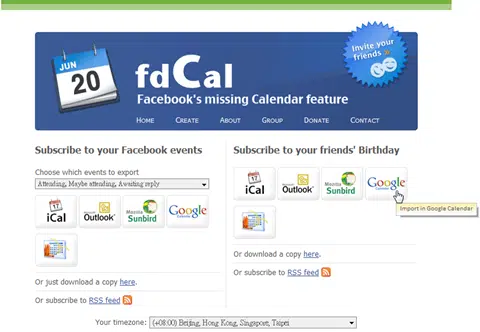 JUN
20
fdCal
Facebook's missing Calendar feature
Invite your
friends
HOME CREATE ABOUT GROUP DONATE CONTACT
Subscribe to your Facebook events
Choose which events to export
Attending, Maybe attending, Awaiting reply
17
iCal
Microsoft
Outlook
Mozilla
Sunbird
Google
Calendar
Or just download a copy here.
Or subscribe to RSS feed
Subscribe to your friends' Birthday
17
iCal
Microsoft
Outlook
Mozilla
Sunbird
Google
Calendar
Import in Google Calendar
Or download a copy here.
Or subscribe to RSS feed
Your timezone: (+08:00) Beijing, Hong Kong, Singapore, Taipei